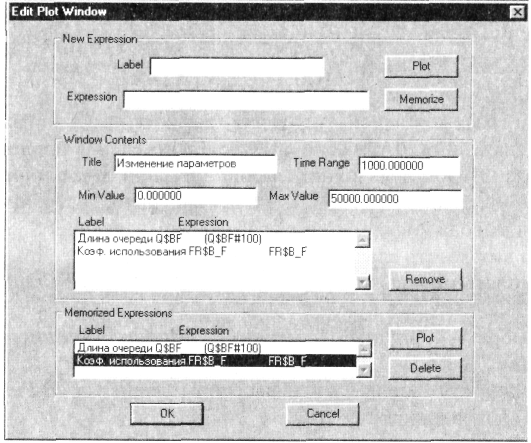 Edit Plot Window
New Expression
Label
Plot
Expression
Memorize
Window Contents
Title Изменение параметров Time Range 1000.000000
Min Value 0.000000 Max Value 50000.000000
Label Expression
Длина очереди Q$BF (Q$BF#100)
Коэф. использования FR$B_F FR$B_F
Remove
Memorized Expressions
Label Expression
Plot
Длина очереди Q$BF (Q$BF#100)
Коэф. использования FR$B_F FR$B_F
Delete
OK Cancel